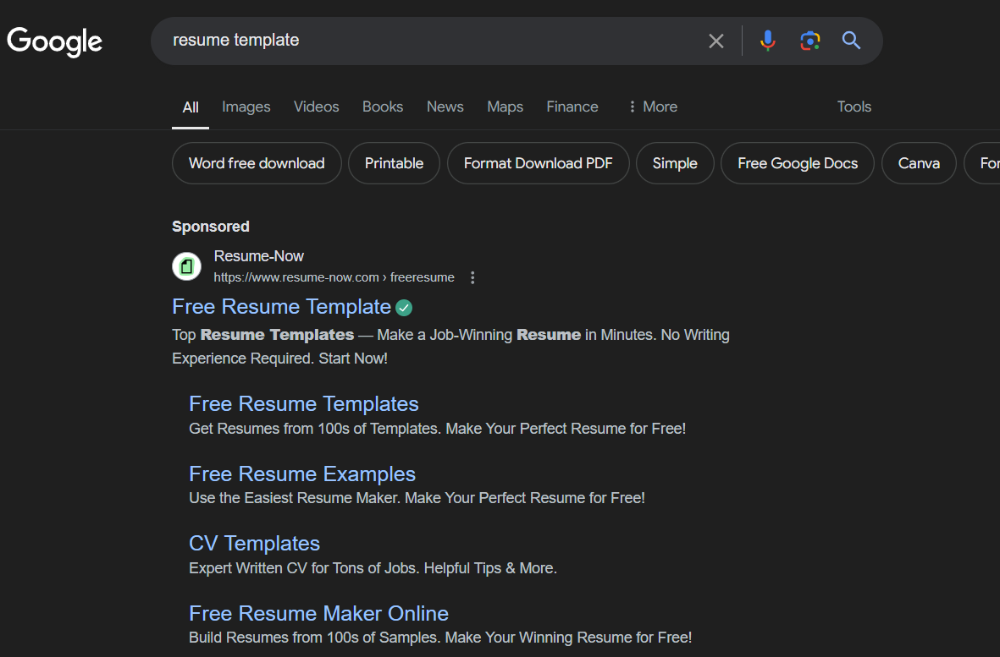 Google
resume template
All Images Videos Books News Maps Finance More Tools
Word free download Printable Format Download PDF Simple Free Google Docs Canva
Sponsored
Resume-Now
https://www.resume-now.com › freeresume
Free Resume Template
Top Resume Templates — Make a Job-Winning Resume in Minutes. No Writing
Experience Required. Start Now!
Free Resume Templates
Get Resumes from 100s of Templates. Make Your Perfect Resume for Free!
Free Resume Examples
Use the Easiest Resume Maker. Make Your Perfect Resume for Free!
CV Templates
Expert Written CV for Tons of Jobs. Helpful Tips & More.
Free Resume Maker Online
Build Resumes from 100s of Samples. Make Your Winning Resume for Free!